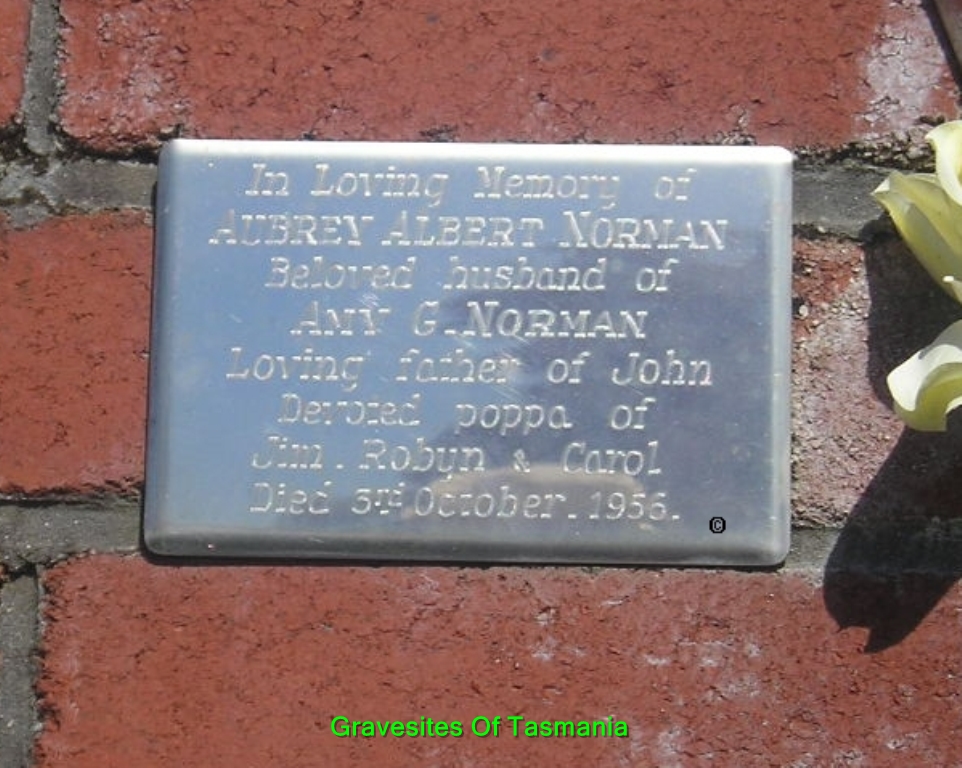 In Loving Memory of
AUBREY ALBERT NORMAN
Beloved husband of
AMY G. NORMAN
Loving father of John
Devoted poppa of
Jim. Robyn & Carol
Died 3rd October. 1956.
©
Gravesites Of Tasmania